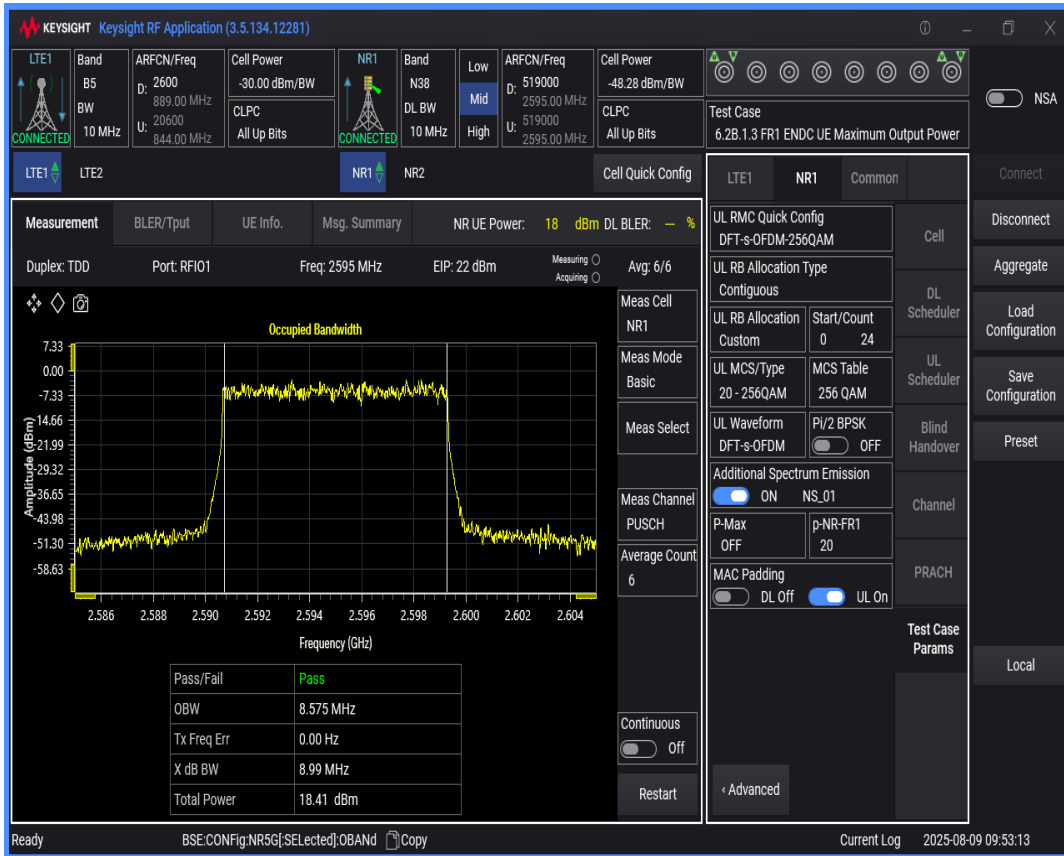 KEYSIGHT Keysight RF Application (3.5.134.12281)
LTE1
CONNECTED
Band
B5
BW
10 MHz
ARFCN/Freq
D: 2600
889.00 MHz
U: 20600
844.00 MHz
Cell Power
-30.00 dBm/BW
CLPC
All Up Bits
NR1
CONNECTED
Band
N38
DL BW
10 MHz
Low
Mid
High
ARFCN/Freq
D: 519000
2595.00 MHz
U: 519000
2595.00 MHz
Cell Power
-48.28 dBm/BW
CLPC
All Up Bits
Test Case
6.2B.1.3 FR1 ENDC UE Maximum Output Power
NSA
LTE1 LTE2
NR1 NR2
Cell Quick Config
Measurement BLER/Tput UE Info. Msg. Summary NR UE Power: 18 dBm DL BLER: — %
Duplex: TDD Port: RFIO1 Freq: 2595 MHz EIP: 22 dBm Measuring
Acquiring
Avg: 6/6
Occupied Bandwidth
7.33
0.00
-7.33
-14.66
-21.99
-29.32
-36.65
-43.98
-51.30
-58.63
Amplitude (dBm)
2.586 2.588 2.590 2.592 2.594 2.596 2.598 2.600 2.602 2.604
Frequency (GHz)
Pass/Fail Pass
OBW 8.575 MHz
Tx Freq Err 0.00 Hz
X dB BW 8.99 MHz
Total Power 18.41 dBm
Meas Cell
NR1
Meas Mode
Basic
Meas Select
Meas Channel
PUSCH
Average Count
6
Continuous
Off
Restart
LTE1 NR1 Common
UL RMC Quick Config
DFT-s-OFDM-256QAM
UL RB Allocation Type
Contiguous
UL RB Allocation
Custom
Start/Count
0 24
UL MCS/Type
20 - 256QAM
MCS Table
256 QAM
UL Waveform
DFT-s-OFDM
Pi/2 BPSK
OFF
Additional Spectrum Emission
ON NS_01
P-Max
OFF
p-NR-FR1
20
MAC Padding
DL Off UL On
‹ Advanced
Cell
DL
Scheduler
UL
Scheduler
Blind
Handover
Channel
PRACH
Test Case
Params
Connect
Disconnect
Aggregate
Load
Configuration
Save
Configuration
Preset
Local
Ready BSE:CONFig:NR5G[:SELected]:OBANd Copy Current Log 2025-08-09 09:53:13